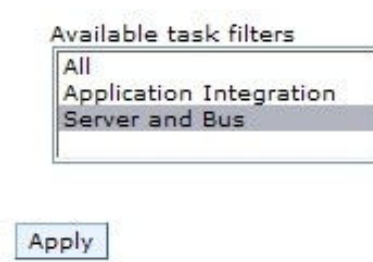 Available task filters
All
Application Integration
Server and Bus
Apply